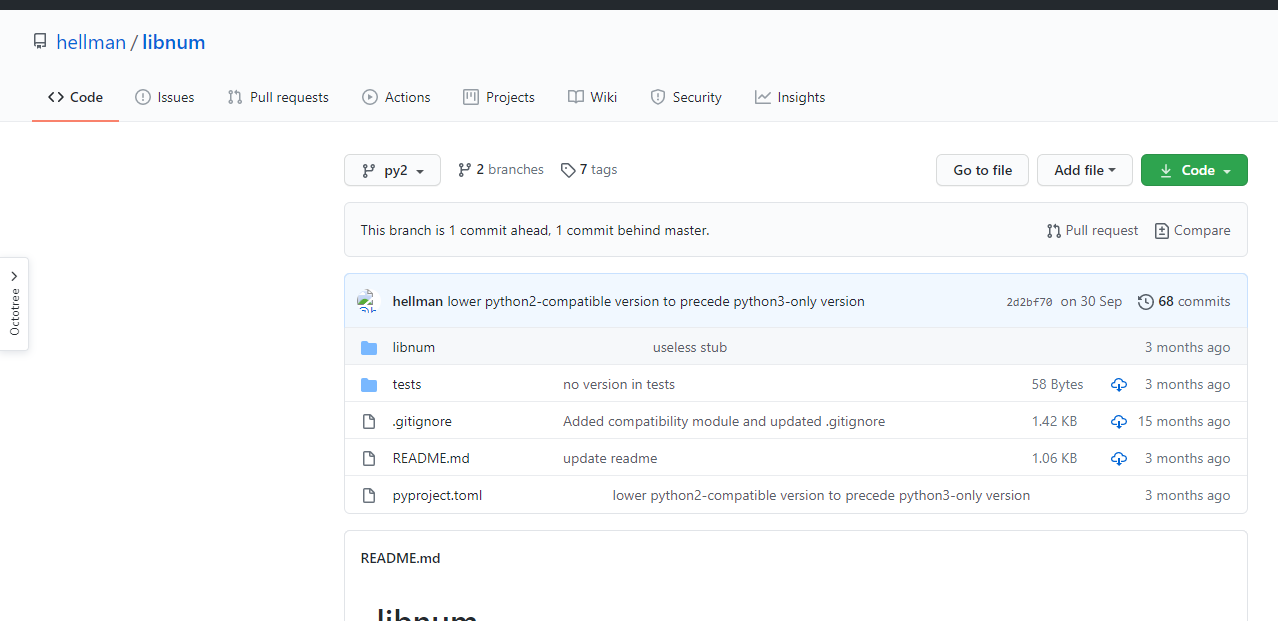 hellman / libnum
Code Issues Pull requests Actions Projects Wiki Security Insights
py2 2 branches 7 tags Go to file Add file Code
This branch is 1 commit ahead, 1 commit behind master. Pull request Compare
Octotree
hellman lower python2-compatible version to precede python3-only version 2d2bf70 on 30 Sep 68 commits
libnum useless stub 3 months ago
tests no version in tests 58 Bytes 3 months ago
.gitignore Added compatibility module and updated .gitignore 1.42 KB 15 months ago
README.md update readme 1.06 KB 3 months ago
pyproject.toml lower python2-compatible version to precede python3-only version 3 months ago
README.md
libnum